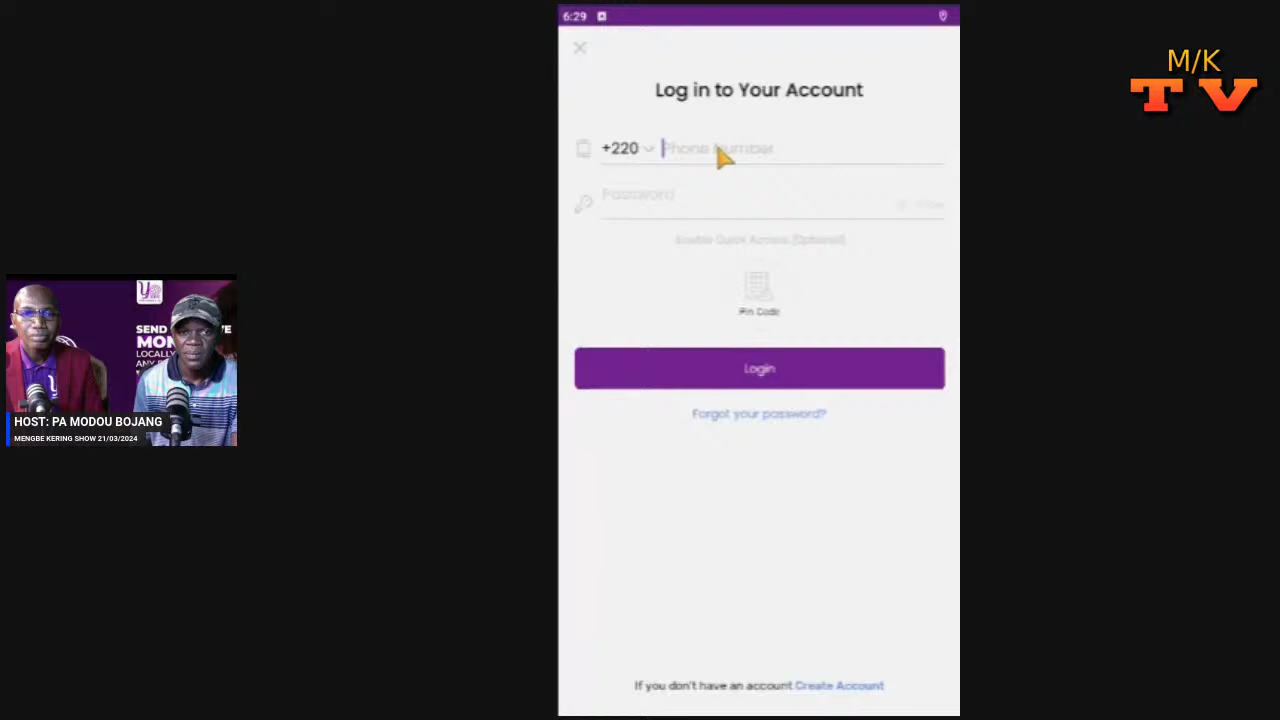 6:29
M/K
TV
Log in to Your Account
+220 Phone Number
Password
Enable Quick Access (Optional)
Pin Code
Login
Forgot your password?
SEND
MON
LOCALLY
HOST: PA MODOU BOJANG
MENGBE KERING SHOW 21/03/2024
If you don't have an account Create Account